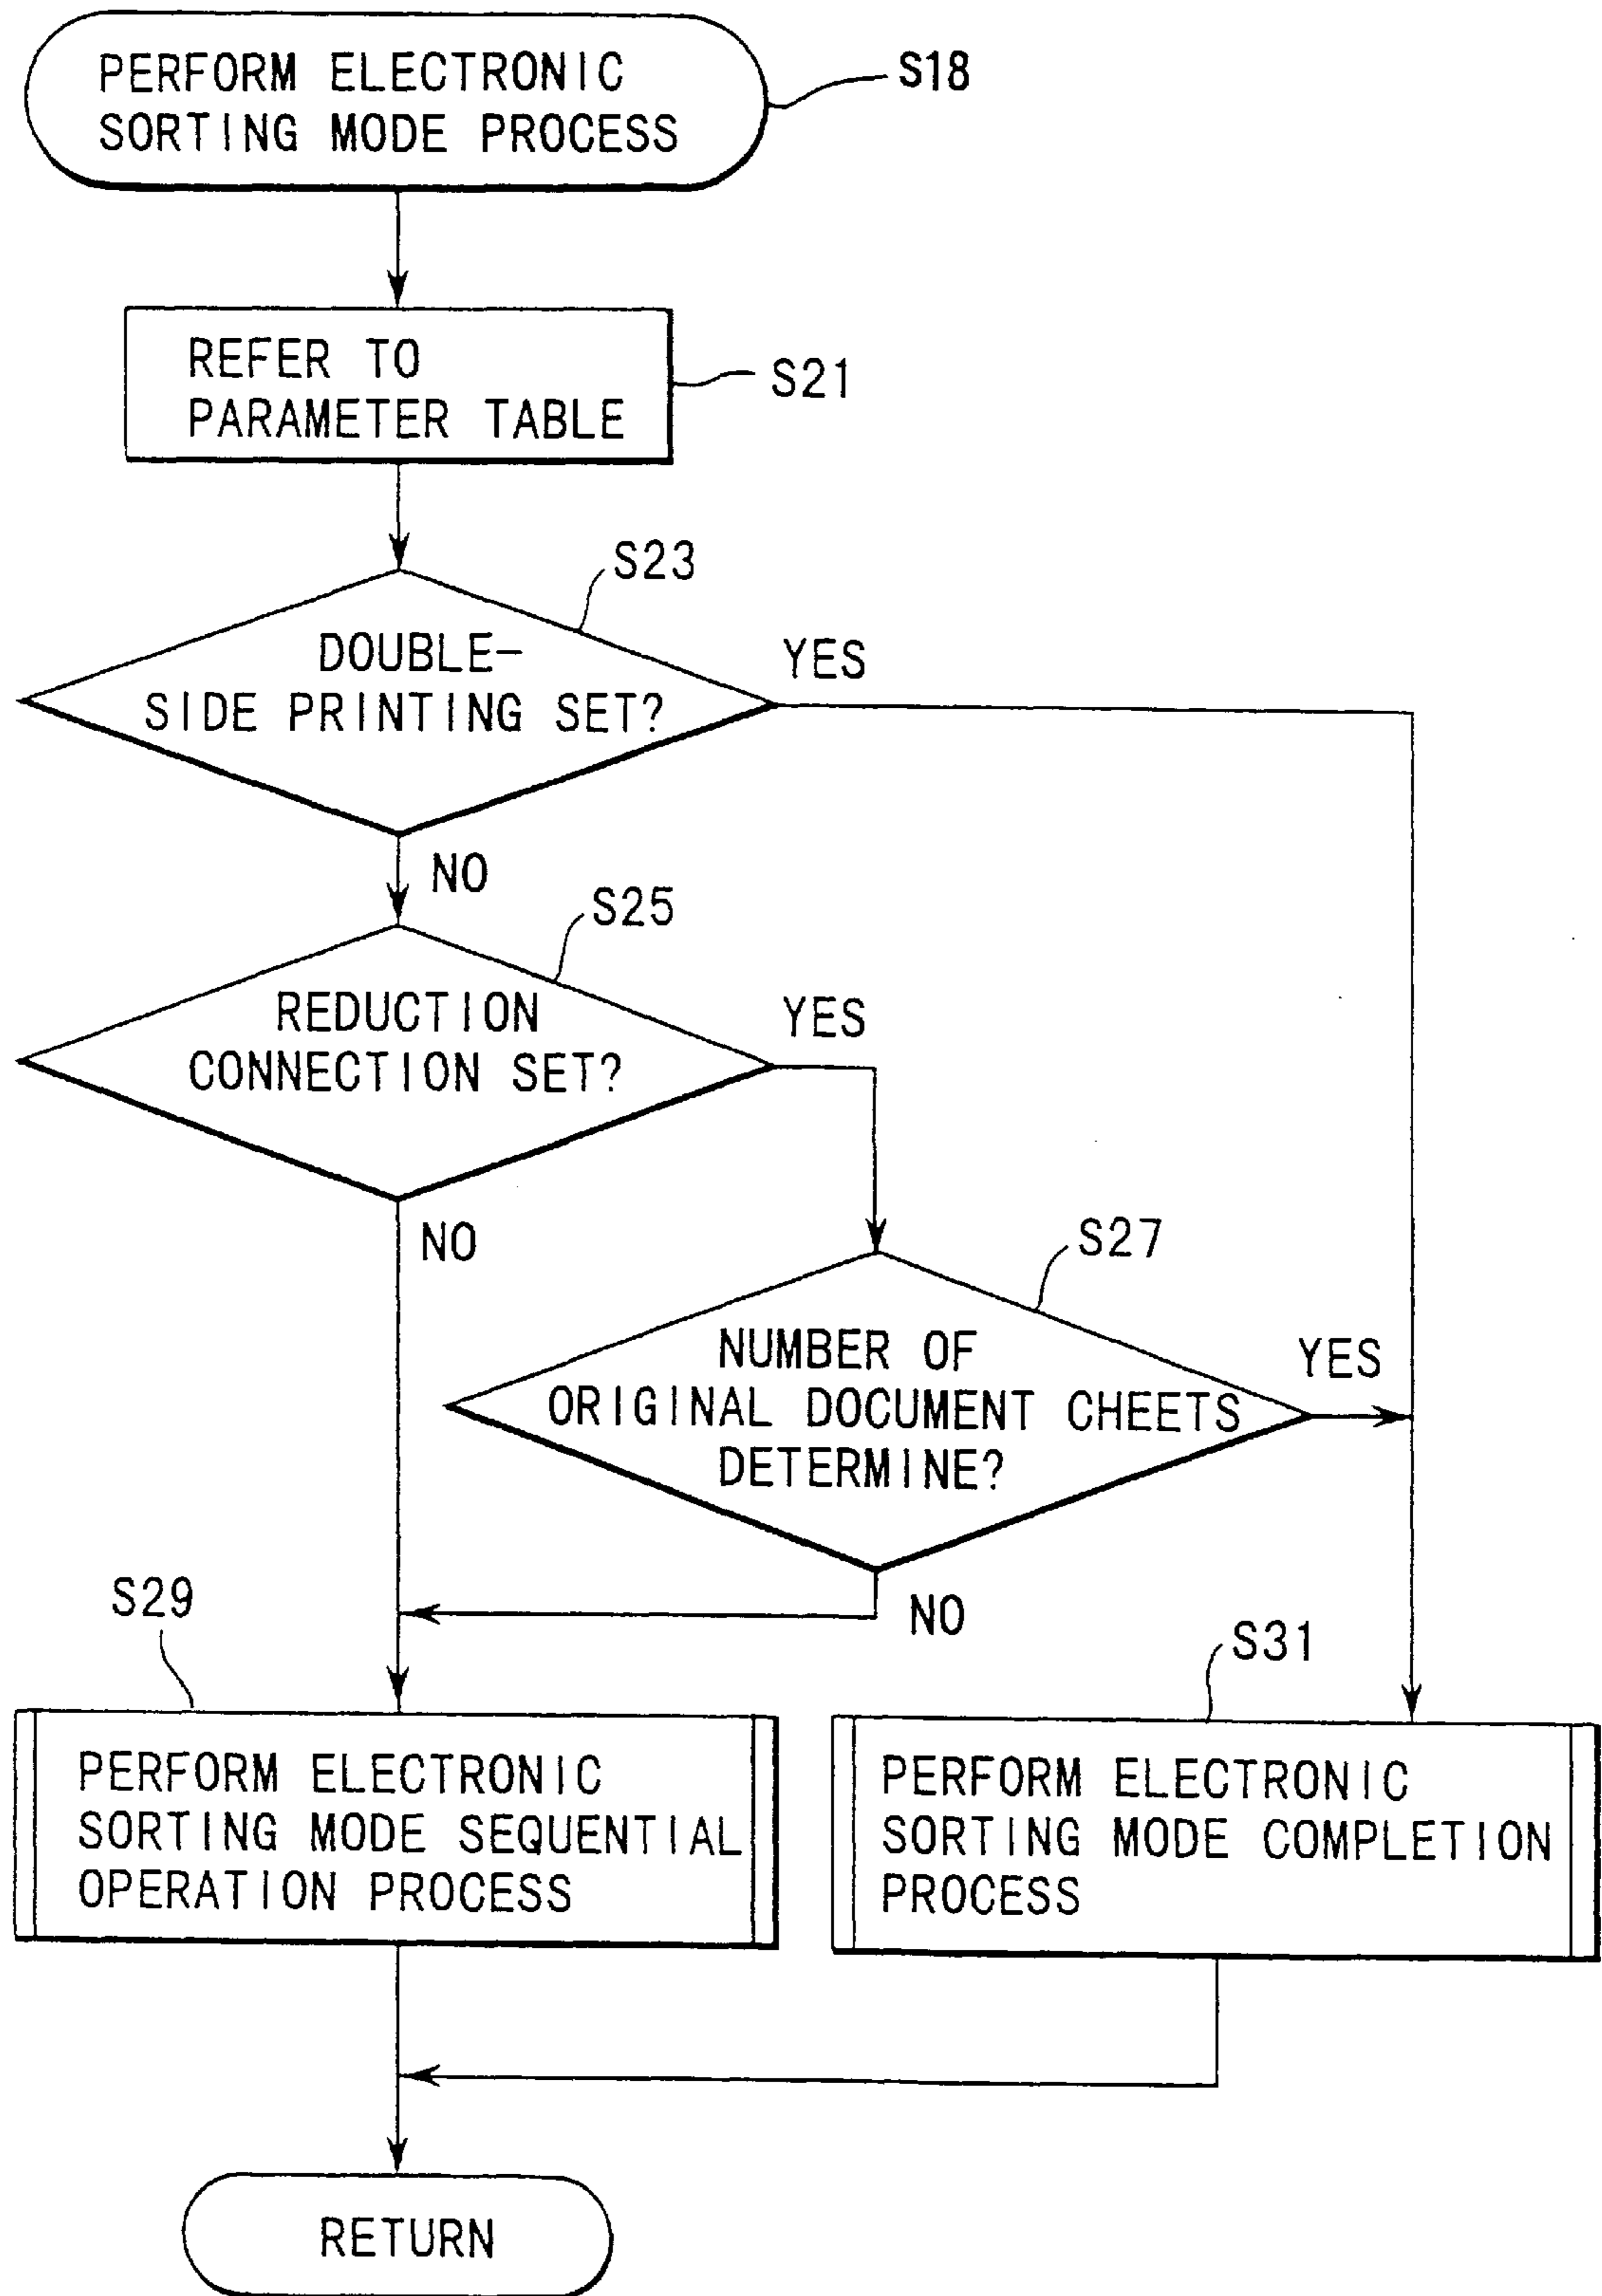 PERFORM ELECTRONIC
SORTING MODE PROCESS
S18
REFER TO
PARAMETER TABLE
S21
S23
DOUBLE-
SIDE PRINTING SET?
YES
NO
S25
REDUCTION
CONNECTION SET?
YES
NO
S27
NUMBER OF
ORIGINAL DOCUMENT CHEETS
DETERMINE?
YES
NO
S29
PERFORM ELECTRONIC
SORTING MODE SEQUENTIAL
OPERATION PROCESS
S31
PERFORM ELECTRONIC
SORTING MODE COMPLETION
PROCESS
RETURN